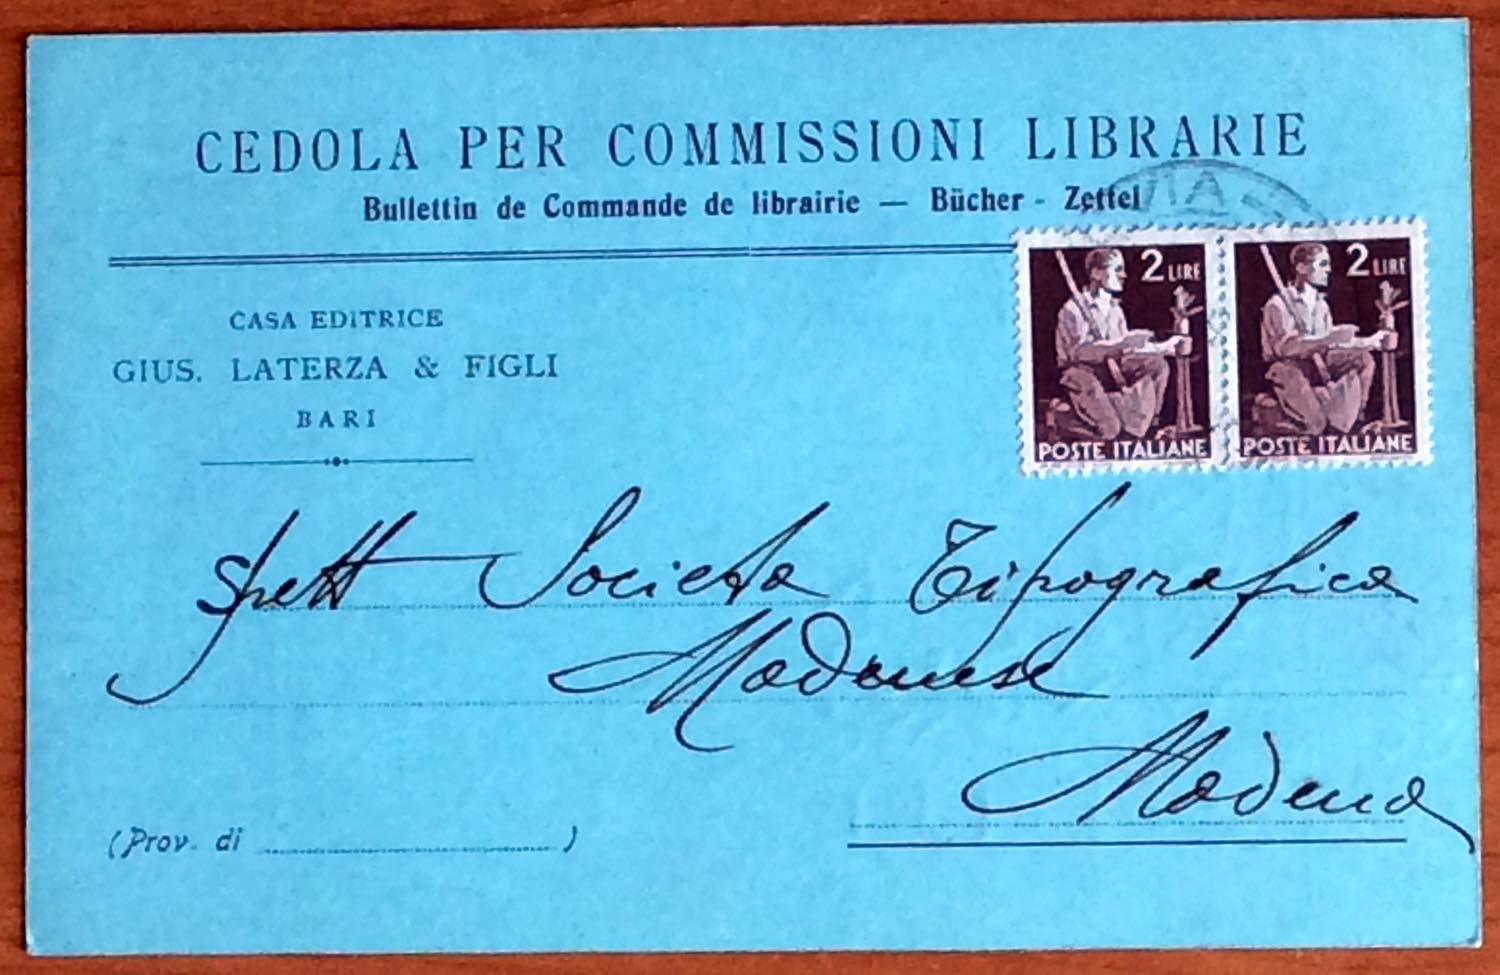 CEDOLA PER COMMISSIONI LIBRARIE
Bullettin de Commande de librairie — Bücher - Zettel
CASA EDITRICE
GIUS. LATERZA & FIGLI
BARI
2 LIRE
POSTE ITALIANE
2 LIRE
POSTE ITALIANE
Spett Società Tipografica
Modenese
Modena
(Prov. di )